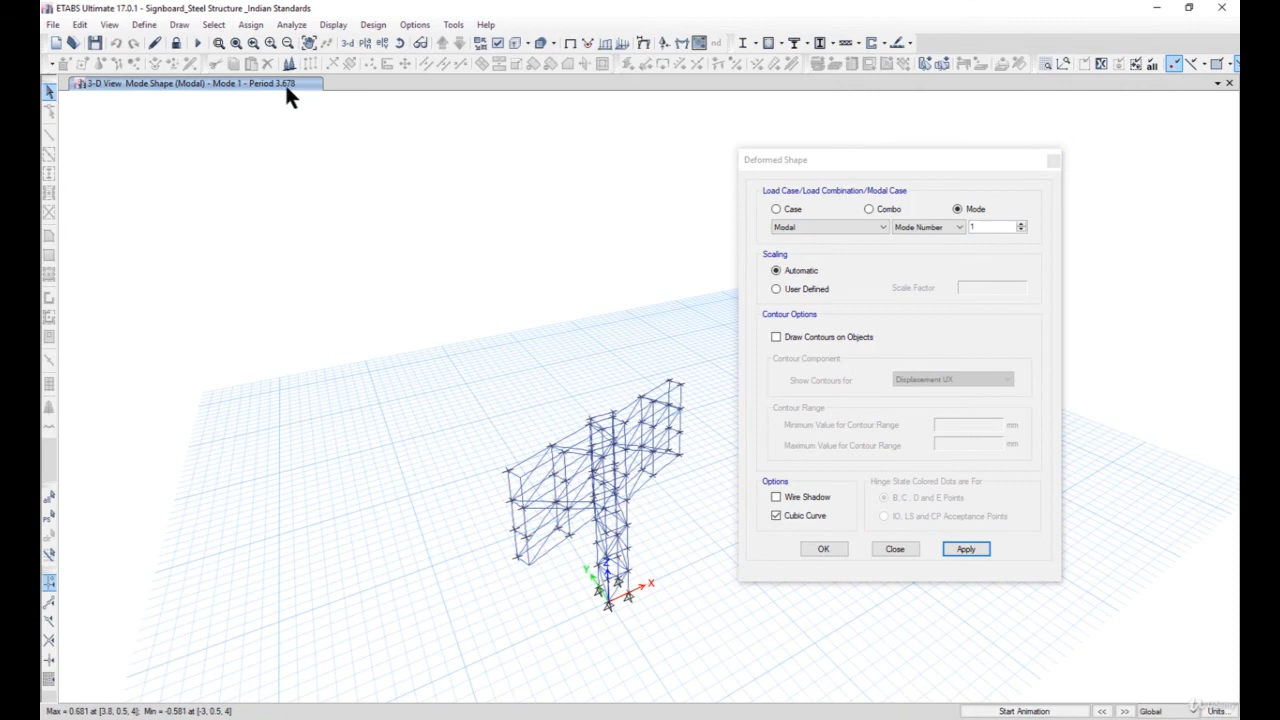 ETABS Ultimate 17.0.1 - Signboard_Steel Structure _Indian Standards
File Edit View Define Draw Select Assign Analyze Display Design Options Tools Help
3-d
nd
all
3-D View Mode Shape (Modal) - Mode 1 - Period 3.678
Deformed Shape
Load Case/Load Combination/Modal Case
Case Combo Mode
Modal Mode Number 1
Scaling
Automatic
User Defined Scale Factor
Contour Options
Draw Contours on Objects
Contour Component
Show Contours for Displacement UX
Contour Range
Minimum Value for Contour Range mm
Maximum Value for Contour Range mm
Options Hinge State Colored Dots are For
Wire Shadow B, C , D and E Points
Cubic Curve IO, LS and CP Acceptance Points
OK Close Apply
Z
Y
X
Max = 0.681 at [3.8, 0.5, 4]; Min = -0.581 at [-3, 0.5, 4] Start Animation << >> Global Units...